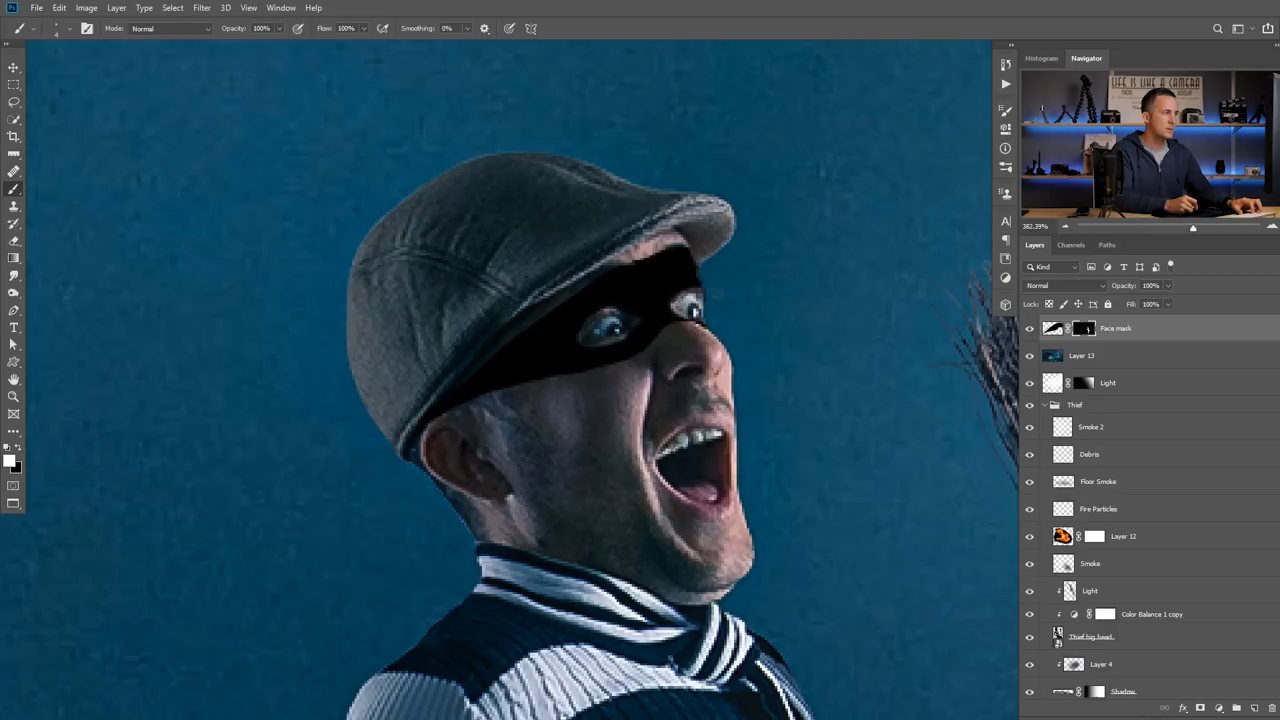 Ps File Edit Image Layer Type Select Filter 3D View Window Help
4 Mode: Normal Opacity: 100% Flow: 100% Smoothing: 0%
Histogram Navigator
LIFE IS LIKE A CAMERA
382.39%
Layers Channels Paths
Kind
Normal Opacity: 100%
Lock: Fill: 100%
Face mask
Layer 13
Light
Thief
Smoke 2
Debris
Floor Smoke
Fire Particles
Layer 12
Smoke
Light
Color Balance 1 copy
Thief big head
Layer 4
Shadow